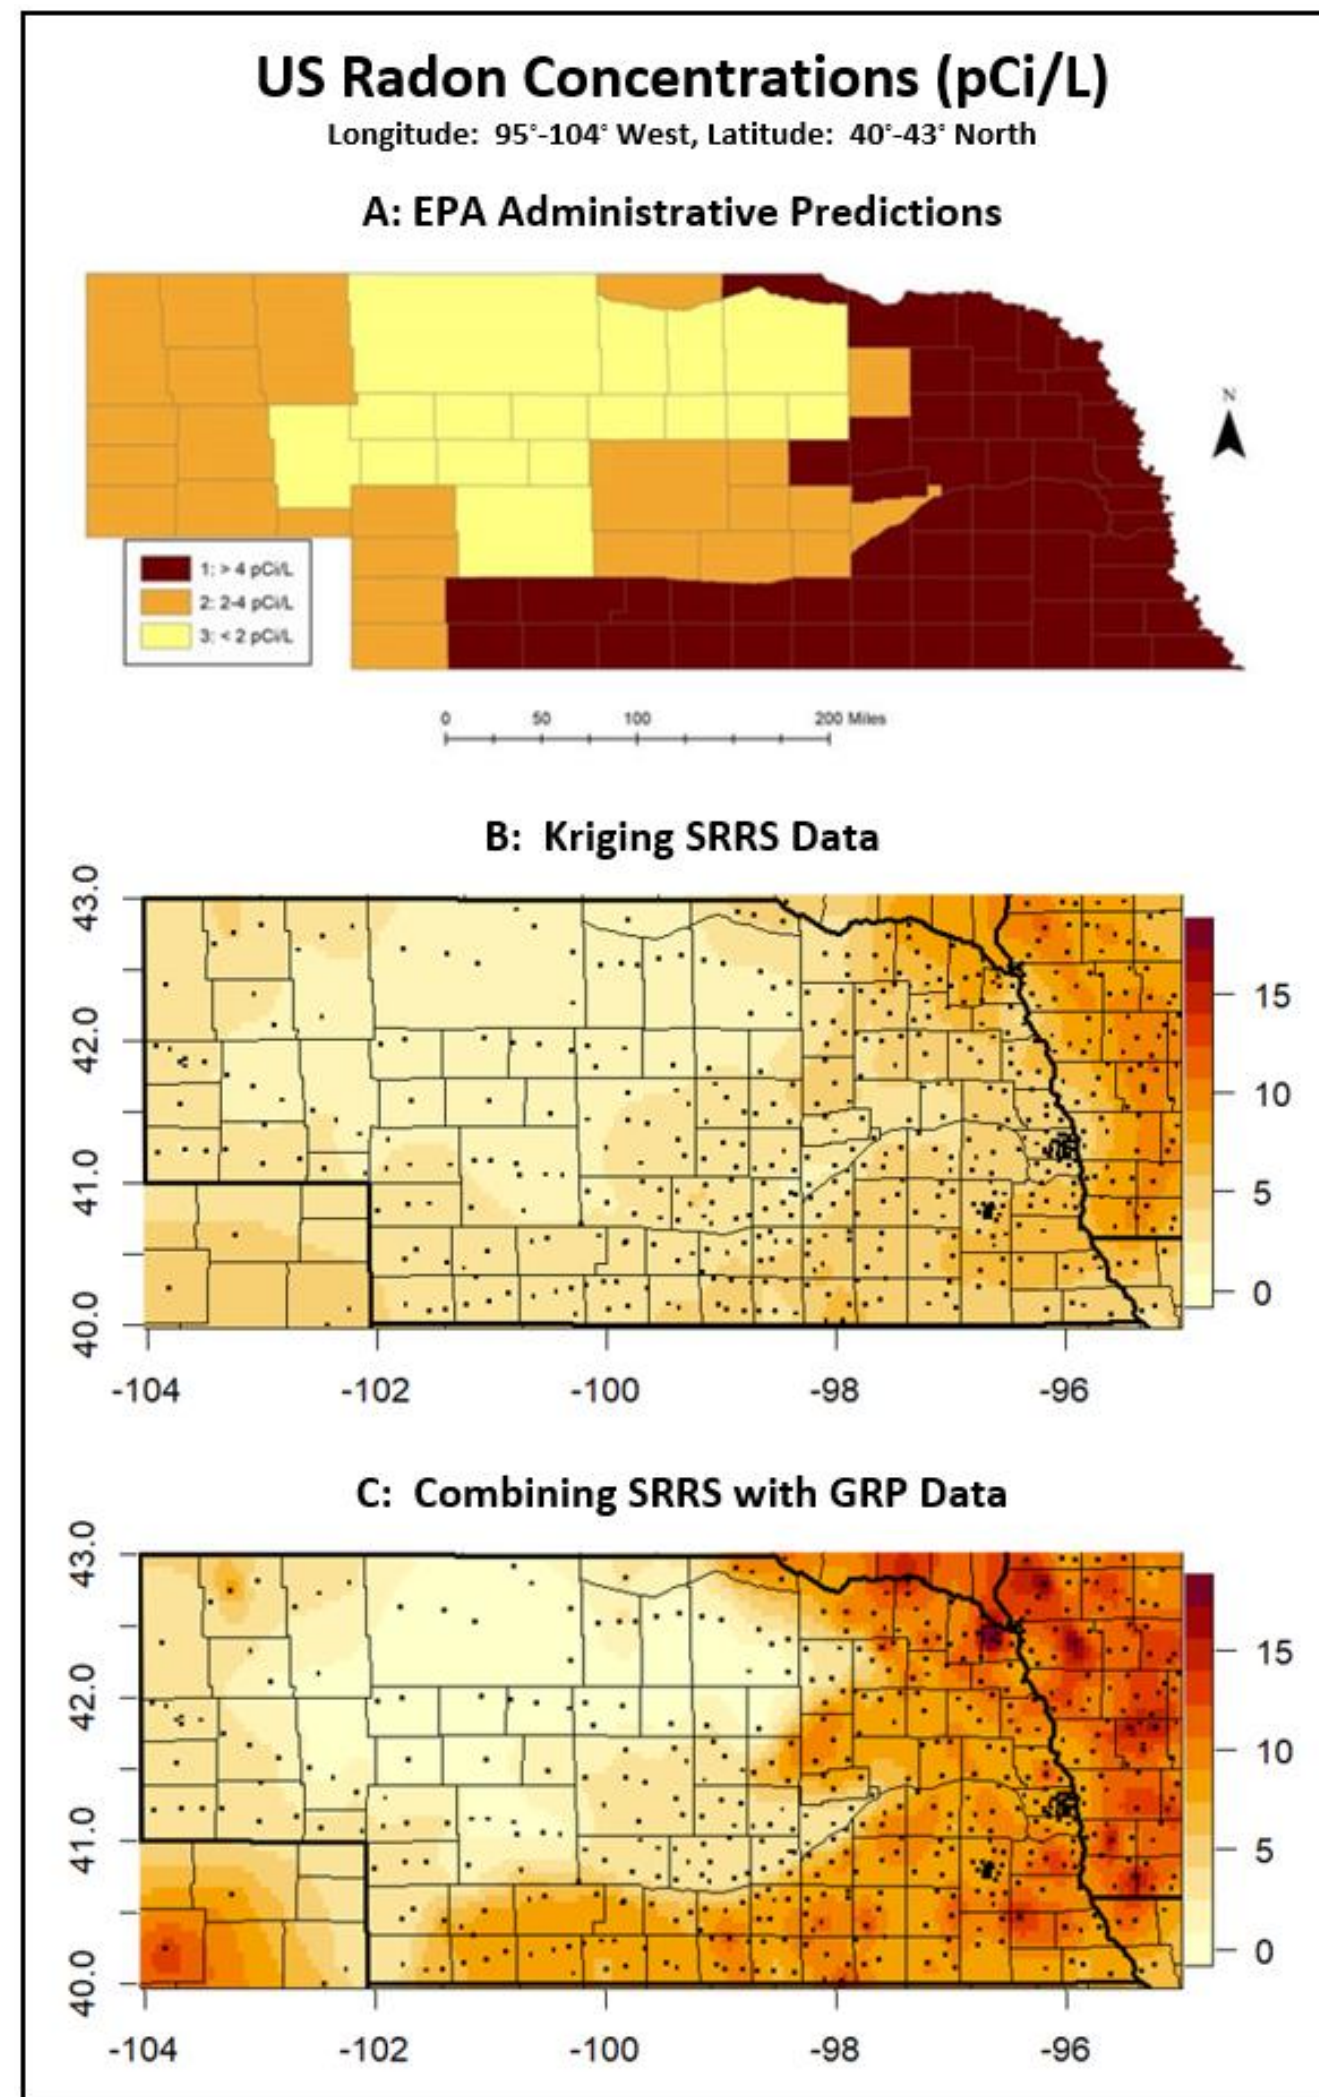 US Radon Concentrations (pCi/L)
Longitude: 95°-104° West, Latitude: 40°-43° North
A: EPA Administrative Predictions
N
1: > 4 pCi/L
2: 2-4 pCi/L
3: < 2 pCi/L
0 50 100 200 Miles
B: Kriging SRRS Data
43.0
42.0
41.0
40.0
15
10
5
0
-104 -102 -100 -98 -96
C: Combining SRRS with GRP Data
43.0
42.0
41.0
40.0
15
10
5
0
-104 -102 -100 -98 -96